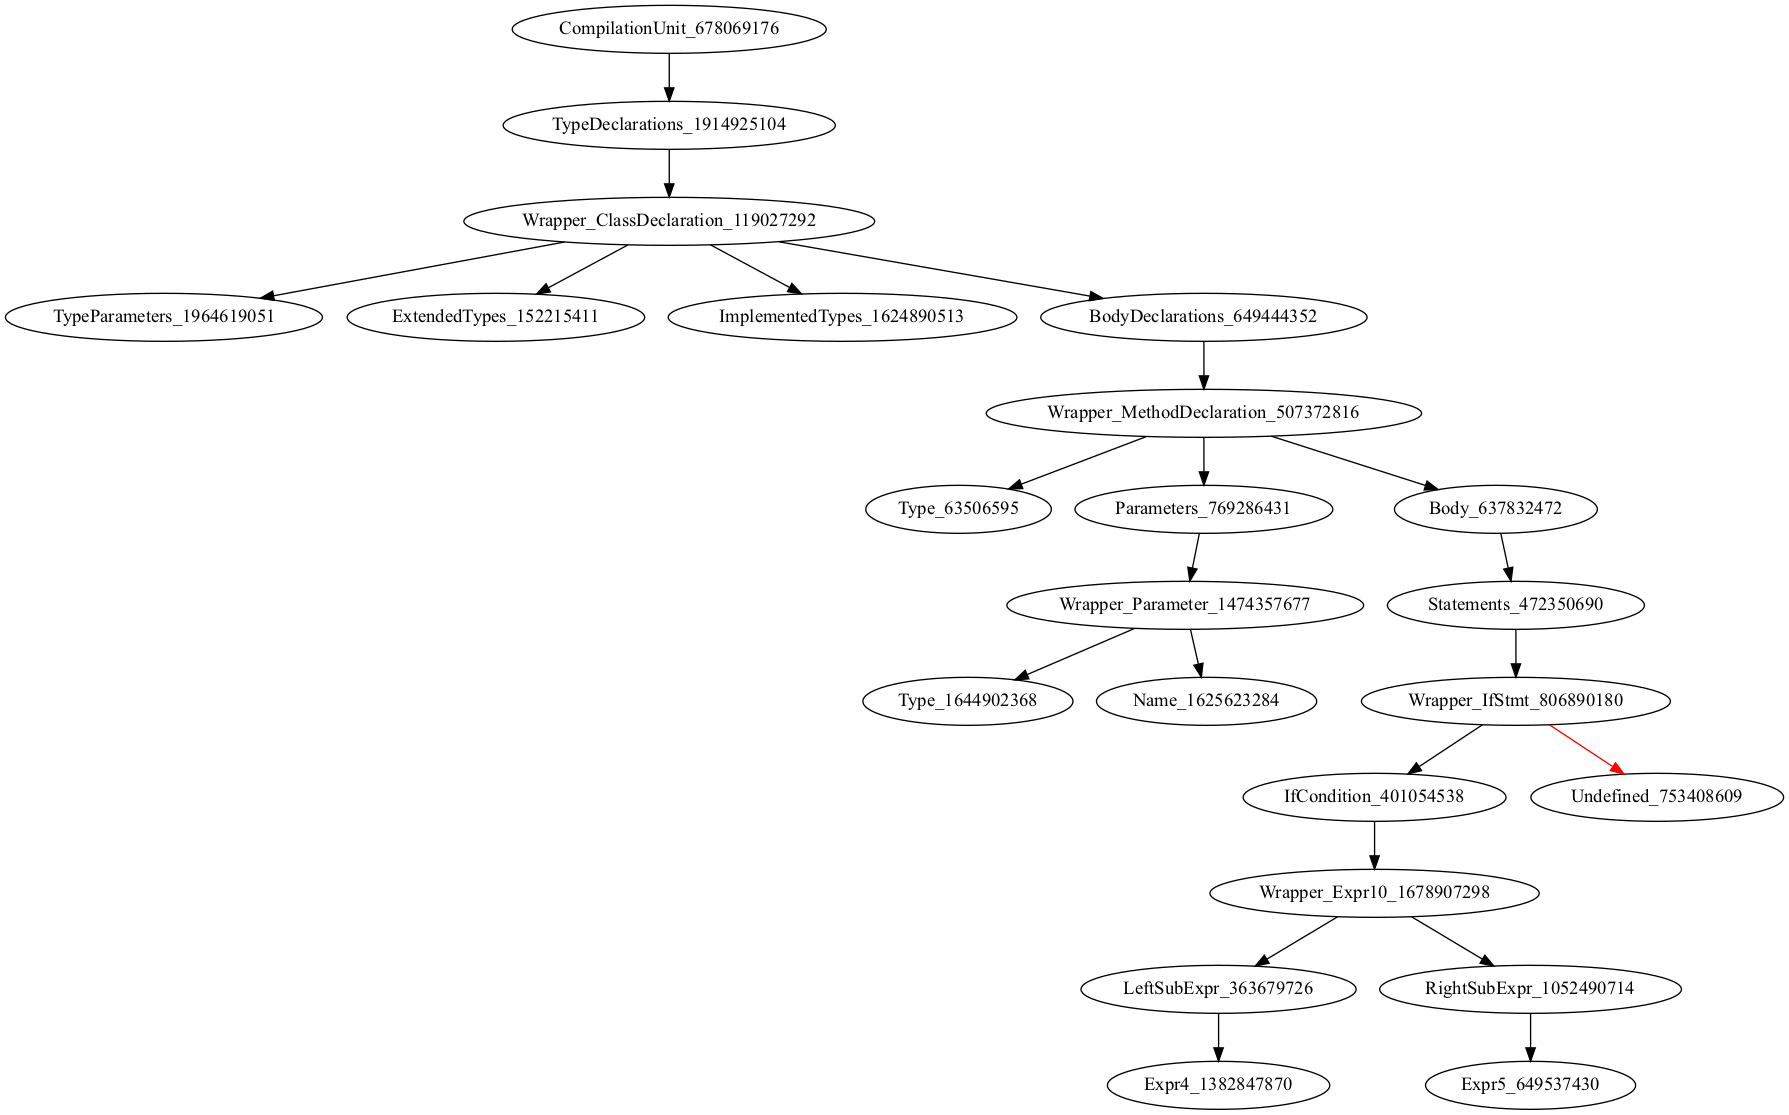 CompilationUnit_678069176
TypeDeclarations_1914925104
Wrapper_ClassDeclaration_119027292
TypeParameters_1964619051
ExtendedTypes_152215411
ImplementedTypes_1624890513
BodyDeclarations_649444352
Wrapper_MethodDeclaration_507372816
Type_63506595
Parameters_769286431
Body_637832472
Wrapper_Parameter_1474357677
Statements_472350690
Type_1644902368
Name_1625623284
Wrapper_IfStmt_806890180
IfCondition_401054538
Undefined_753408609
Wrapper_Expr10_1678907298
LeftSubExpr_363679726
RightSubExpr_1052490714
Expr4_1382847870
Expr5_649537430